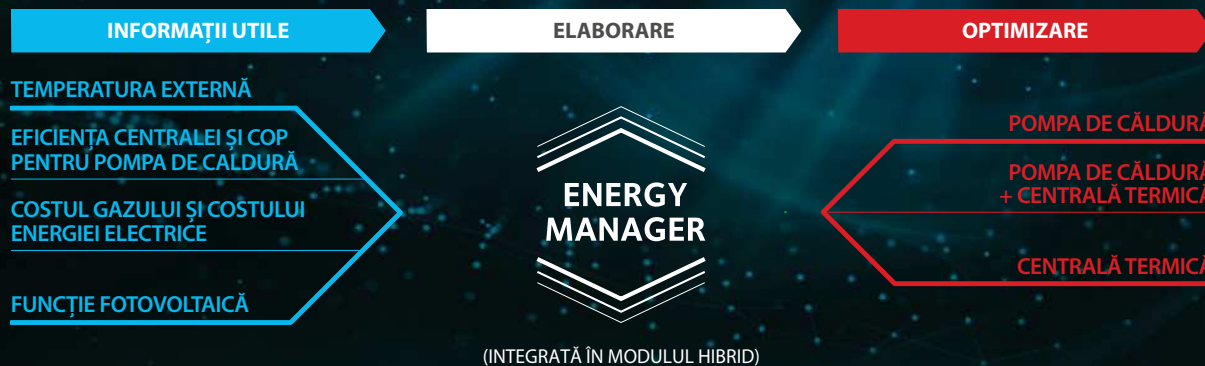 INFORMAȚII UTILE
ELABORARE
OPTIMIZARE
TEMPERATURA EXTERNĂ
EFICIENȚA CENTRALEI ȘI COP
PENTRU POMPA DE CALDURĂ
COSTUL GAZULUI ȘI COSTULUI
ENERGIEI ELECTRICE
FUNCȚIE FOTOVOLTAICĂ
ENERGY
MANAGER
(INTEGRATĂ ÎN MODULUL HIBRID)
POMPA DE CĂLDURĂ
POMPA DE CĂLDURĂ
+ CENTRALĂ TERMICĂ
CENTRALĂ TERMICĂ